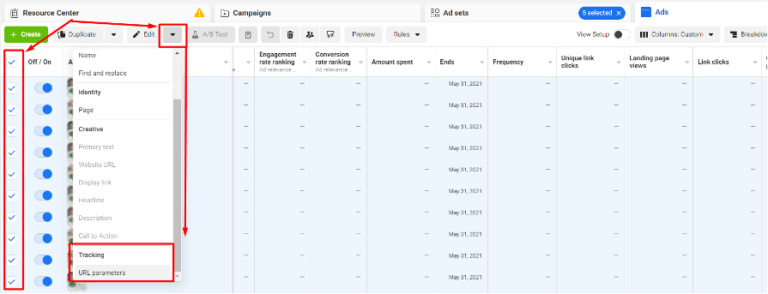 Resource Center
Campaigns
Ad sets
5 selected
Ads
Create
Duplicate
Edit
A/B Test
Preview
Rules
View Setup
Columns: Custom
Breakdow
Off / On
Engagement rate ranking
Ad relevance ...
Conversion rate ranking
Ad relevance ...
Amount spent
Ends
Frequency
Unique link clicks
Landing page views
Link clicks
Name
Find and replace
Identity
Page
Creative
Primary text
Website URL
Display link
Headline
Description
Call to Action
Tracking
URL parameters
May 31, 2021
May 31, 2021
May 31, 2021
May 31, 2021
May 31, 2021
May 31, 2021
May 31, 2021
May 31, 2021
May 31, 2021
May 31, 2021